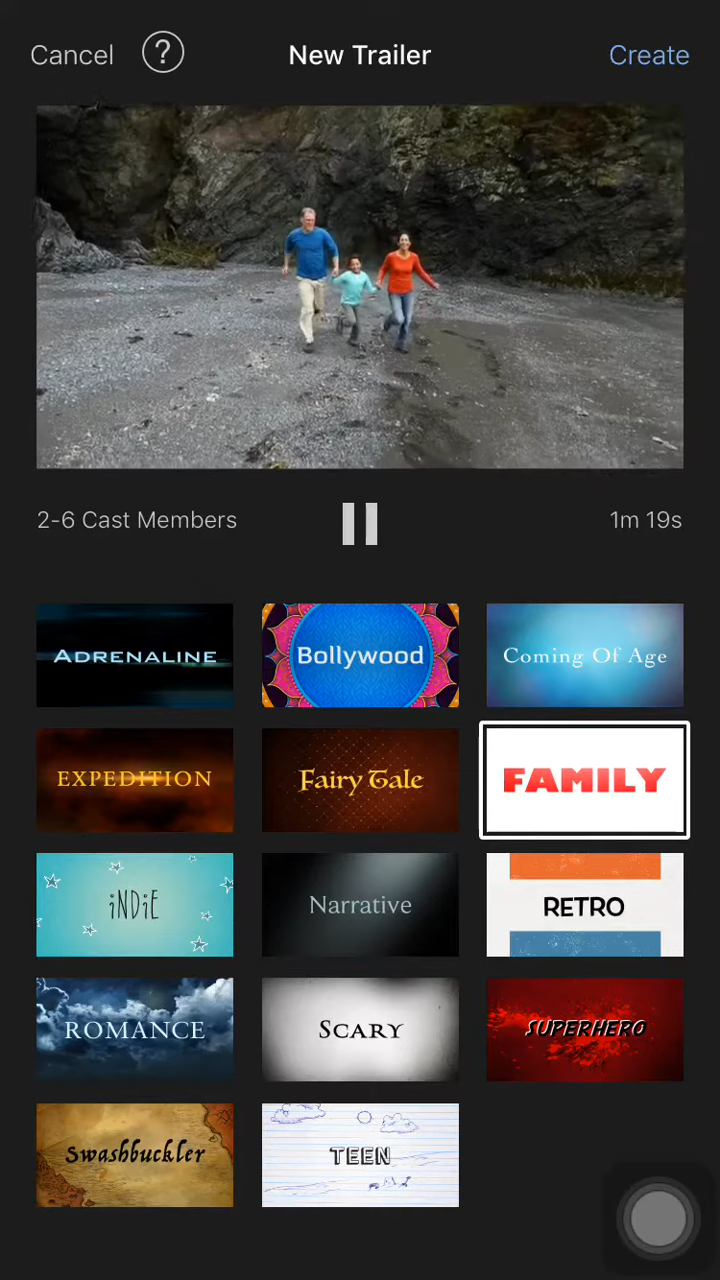 Cancel ? New Trailer Create
2-6 Cast Members 1m 19s
ADRENALINE Bollywood Coming Of Age
EXPEDITION Fairy Tale FAMILY
iNDiE Narrative RETRO
ROMANCE SCARY SUPERHERO
Swashbuckler TEEN